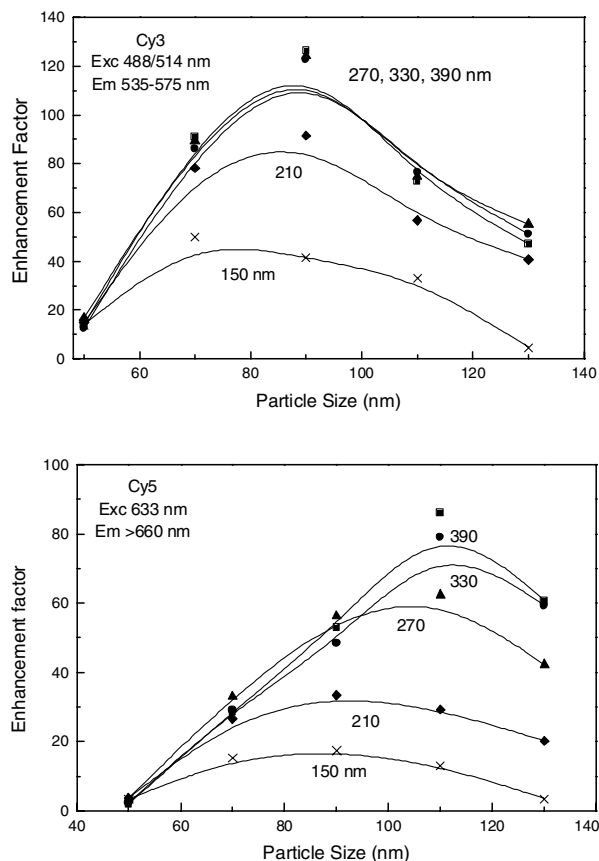 140
120
100
80
60
40
20
0
Enhancement Factor
Cy3
Exc 488/514 nm
Em 535-575 nm
270, 330, 390 nm
210
150 nm
60
80
100
120
140
Particle Size (nm)
100
80
60
40
20
0
Enhancement factor
Cy5
Exc 633 nm
Em >660 nm
390
330
270
210
150 nm
40
60
80
100
120
140
Particle Size (nm)